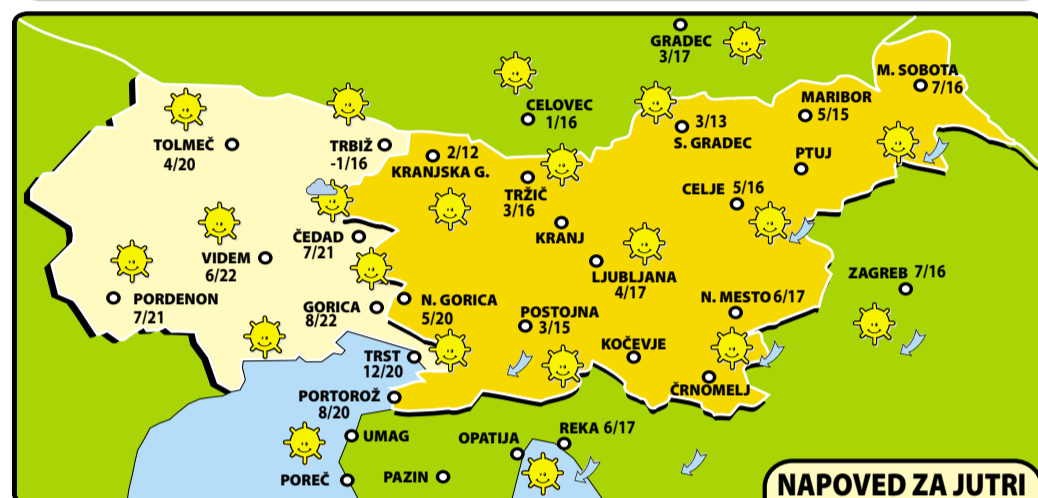 GRADEC
3/17
M. SOBOTA
7/16
CELOVEC
1/16
MARIBOR
5/15
3/13
S. GRADEC
TOLMEČ
4/20
TRBIŽ
-1/16
2/12
KRANJSKA G.
PTUJ
TRŽIČ
3/16
CELJE 5/16
KRANJ
ČEDAD
7/21
VIDEM
6/22
LJUBLJANA
4/17
ZAGREB 7/16
PORDENON
7/21
GORICA
8/22
N. GORICA
5/20
POSTOJNA
3/15
N. MESTO 6/17
KOČEVJE
TRST
12/20
ČRNOMELJ
PORTOROŽ
8/20
UMAG
OPATIJA
REKA 6/17
POREČ
PAZIN
NAPOVED ZA JUTRI